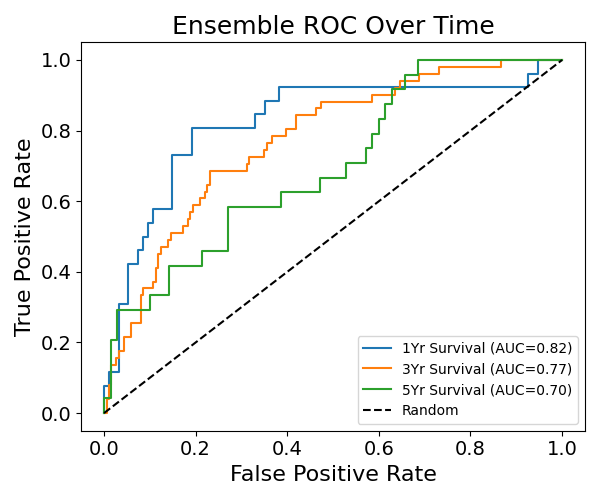 Ensemble ROC Over Time
True Positive Rate
1.0
0.8
0.6
0.4
0.2
0.0
0.0 0.2 0.4 0.6 0.8 1.0
False Positive Rate
1Yr Survival (AUC=0.82)
3Yr Survival (AUC=0.77)
5Yr Survival (AUC=0.70)
Random